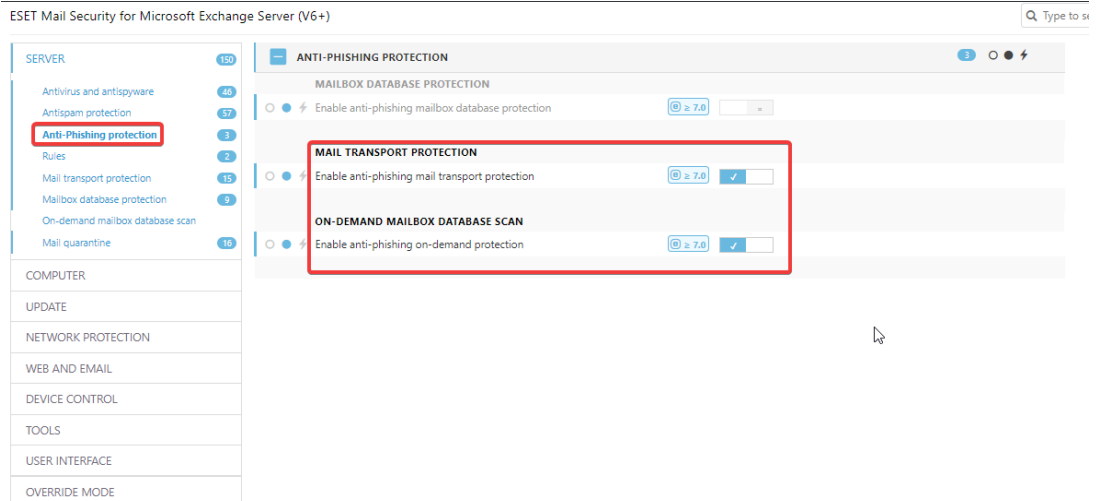 ESET Mail Security for Microsoft Exchange Server (V6+)
Type to se
SERVER 150
Antivirus and antispyware 46
Antispam protection 57
Anti-Phishing protection 3
Rules 2
Mail transport protection 15
Mailbox database protection 9
On-demand mailbox database scan
Mail quarantine 16
COMPUTER
UPDATE
NETWORK PROTECTION
WEB AND EMAIL
DEVICE CONTROL
TOOLS
USER INTERFACE
OVERRIDE MODE
ANTI-PHISHING PROTECTION 3
MAILBOX DATABASE PROTECTION
Enable anti-phishing mailbox database protection ≥ 7.0
MAIL TRANSPORT PROTECTION
Enable anti-phishing mail transport protection ≥ 7.0
ON-DEMAND MAILBOX DATABASE SCAN
Enable anti-phishing on-demand protection ≥ 7.0